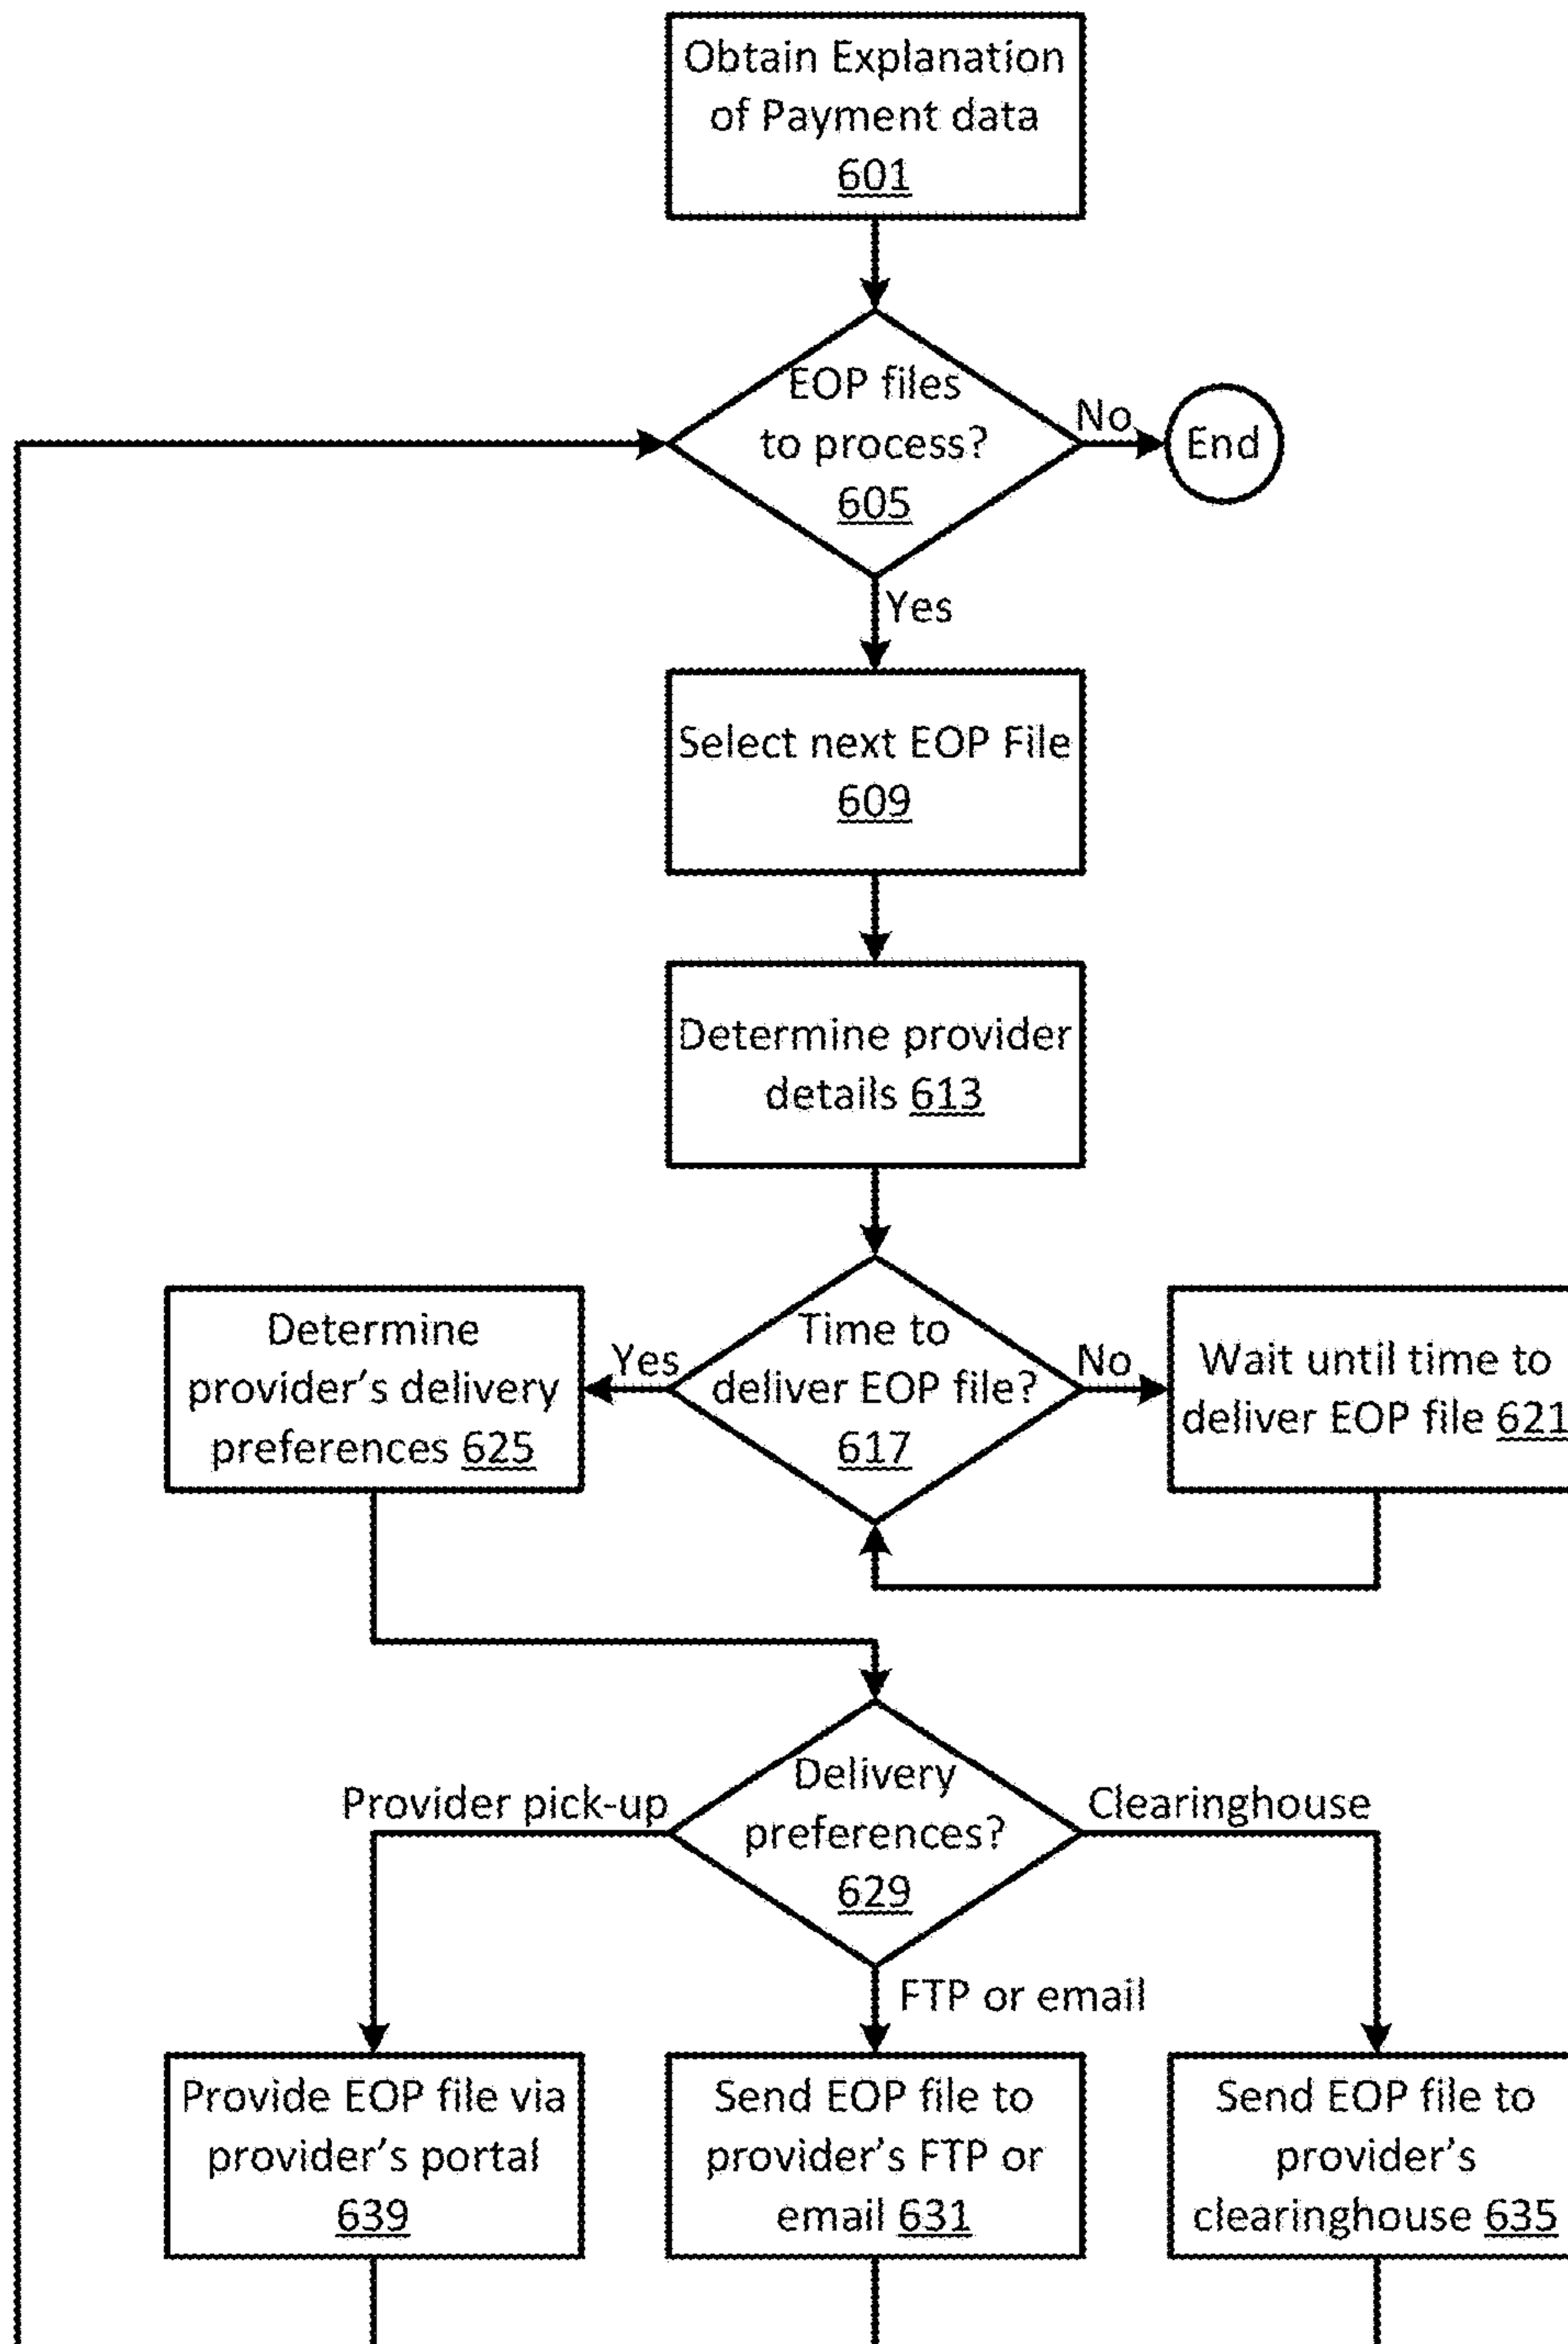 Obtain Explanation
of Payment data
601
EOP files
to process?
605
No
End
Yes
Select next EOP File
609
Determine provider
details 613
Determine
provider's delivery
preferences 625
Yes
Time to
deliver EOP file?
617
No
Wait until time to
deliver EOP file 621
Delivery
preferences?
629
Provider pick-up
Clearinghouse
FTP or email
Provide EOP file via
provider's portal
639
Send EOP file to
provider's FTP or
email 631
Send EOP file to
provider's
clearinghouse 635